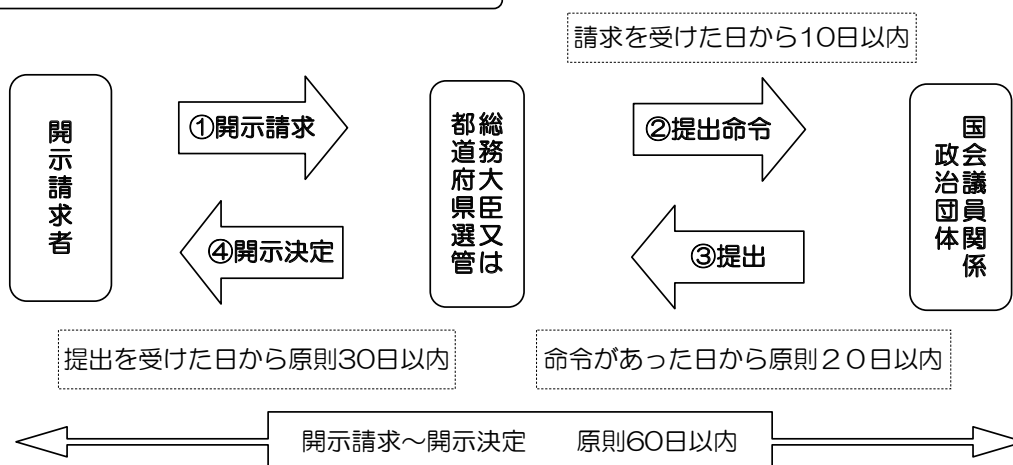 請求を受けた日から10日以内
開示請求者
①開示請求
総務大臣又は
都道府県選管
②提出命令
国会議員関係
政治団体
④開示決定
③提出
提出を受けた日から原則30日以内
命令があった日から原則２０日以内
開示請求～開示決定　　原則60日以内